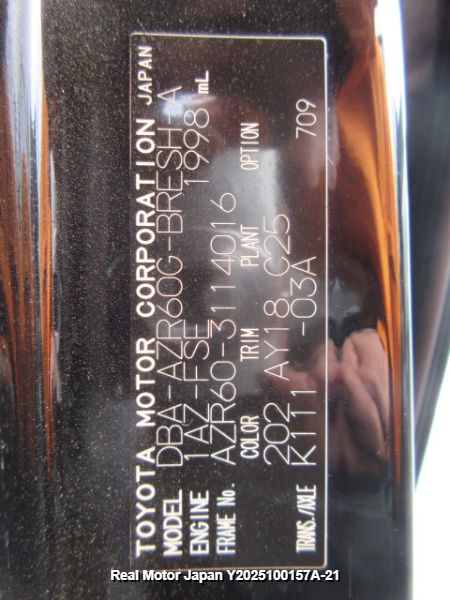 TOYOTA MOTOR CORPORATION JAPAN
MODEL DBA-AZR60G-BRESH-A
ENGINE 1AZ-FSE 1998 mL
FRAME No. AZR60-3114016
COLOR TRIM PLANT OPTION
202 AY18 C25 709
TRANS./AXLE K111 -03A
Real Motor Japan Y2025100157A-21